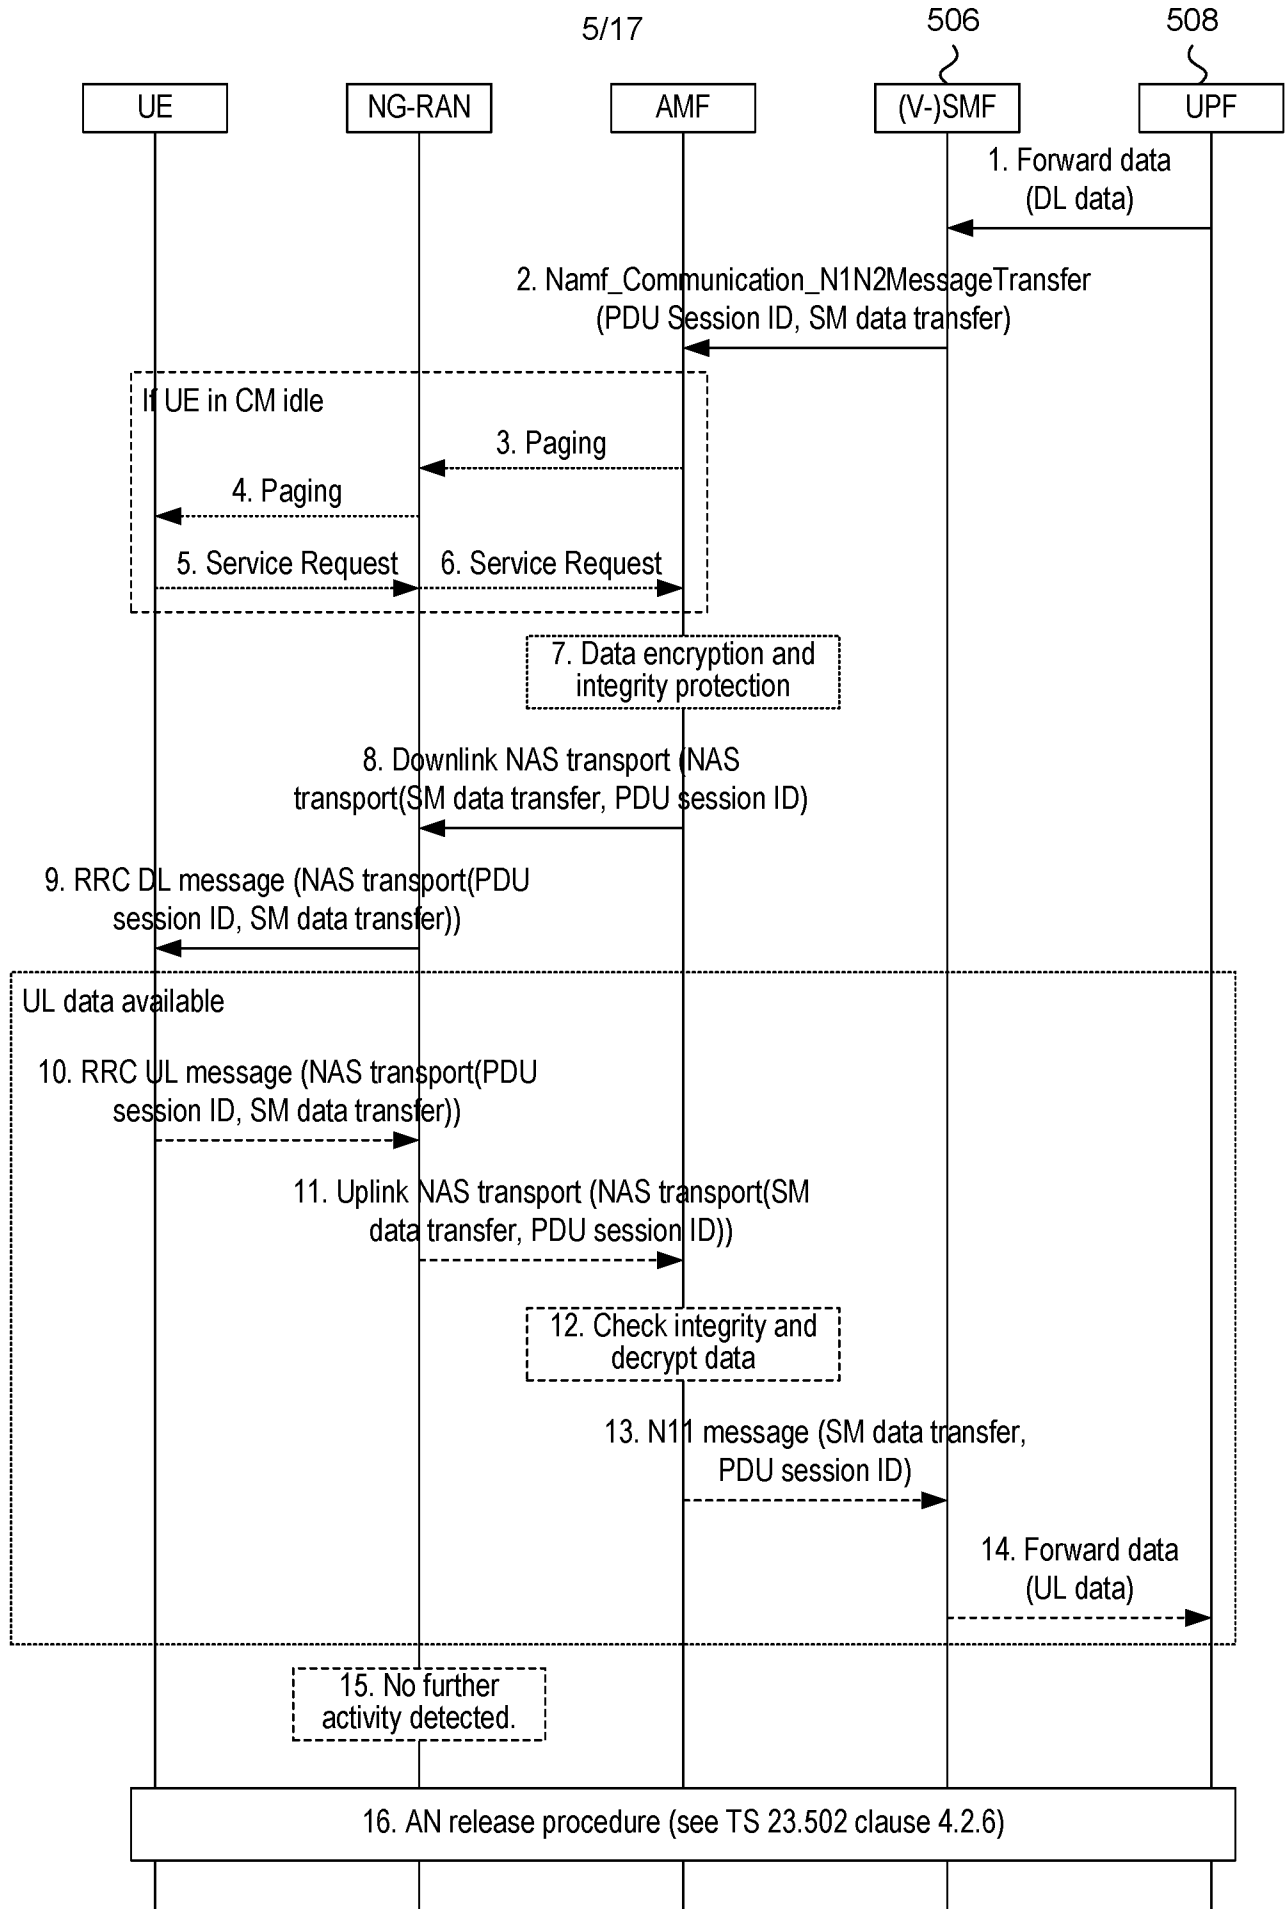 5/17
506
508
UE
NG-RAN
AMF
(V-)SMF
UPF
1. Forward data
(DL data)
2. Namf_Communication_N1N2MessageTransfer
(PDU Session ID, SM data transfer)
If UE in CM idle
3. Paging
4. Paging
5. Service Request
6. Service Request
7. Data encryption and
integrity protection
8. Downlink NAS transport (NAS
transport(SM data transfer, PDU session ID)
9. RRC DL message (NAS transport(PDU
session ID, SM data transfer))
UL data available
10. RRC UL message (NAS transport(PDU
session ID, SM data transfer))
11. Uplink NAS transport (NAS transport(SM
data transfer, PDU session ID))
12. Check integrity and
decrypt data
13. N11 message (SM data transfer,
PDU session ID)
14. Forward data
(UL data)
15. No further
activity detected.
16. AN release procedure (see TS 23.502 clause 4.2.6)